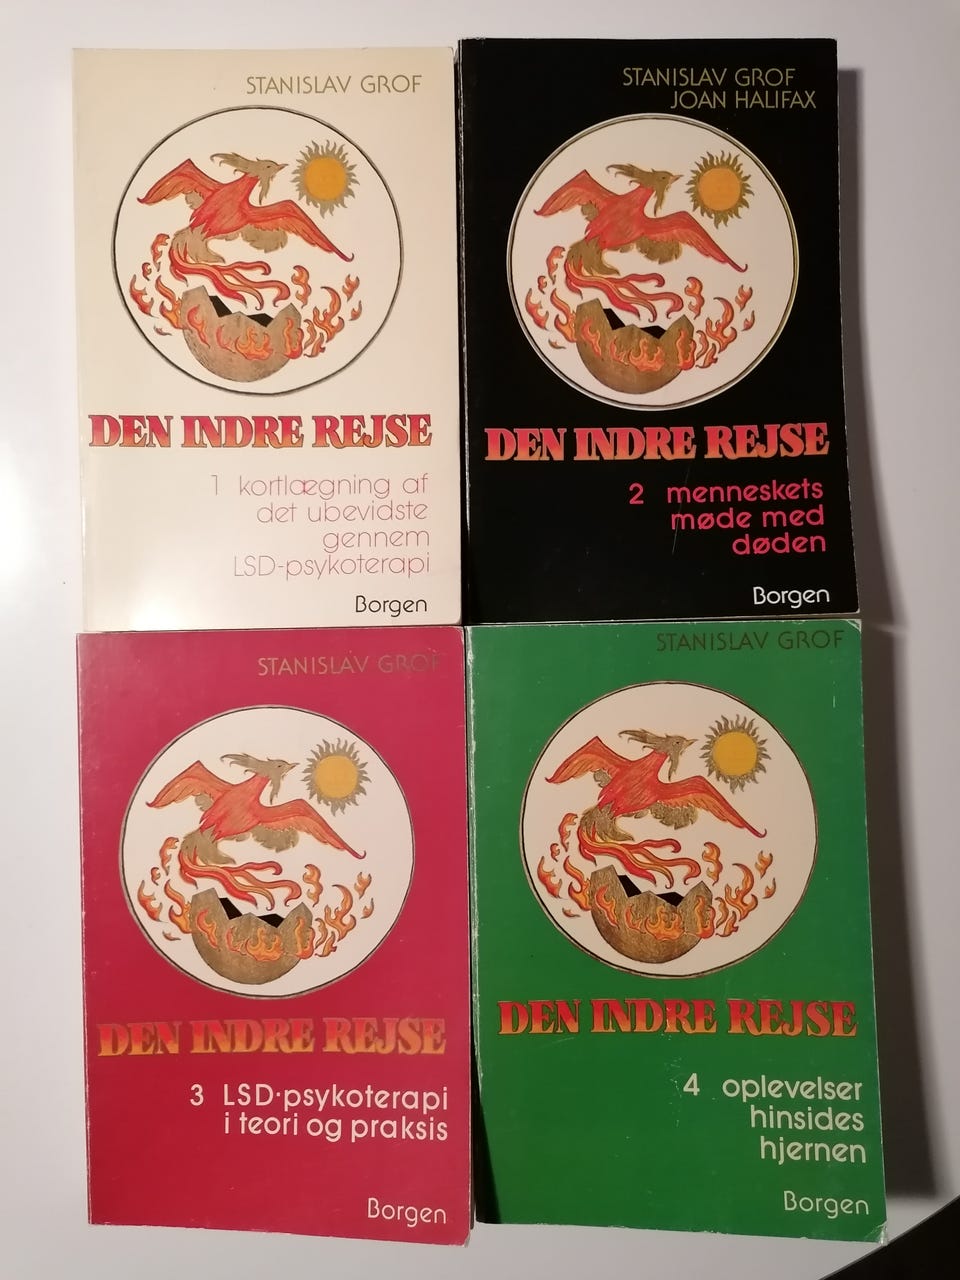 STANISLAV GROF
DEN INDRE REJSE
1 kortlægning af
det ubevidste
gennem
LSD-psykoterapi
Borgen
STANISLAV GROF
JOAN HALIFAX
DEN INDRE REJSE
2 menneskets
møde med
døden
Borgen
STANISLAV GROF
DEN INDRE REJSE
3 LSD-psykoterapi
i teori og praksis
Borgen
STANISLAV GROF
DEN INDRE REJSE
4 oplevelser
hinsides
hjernen
Borgen